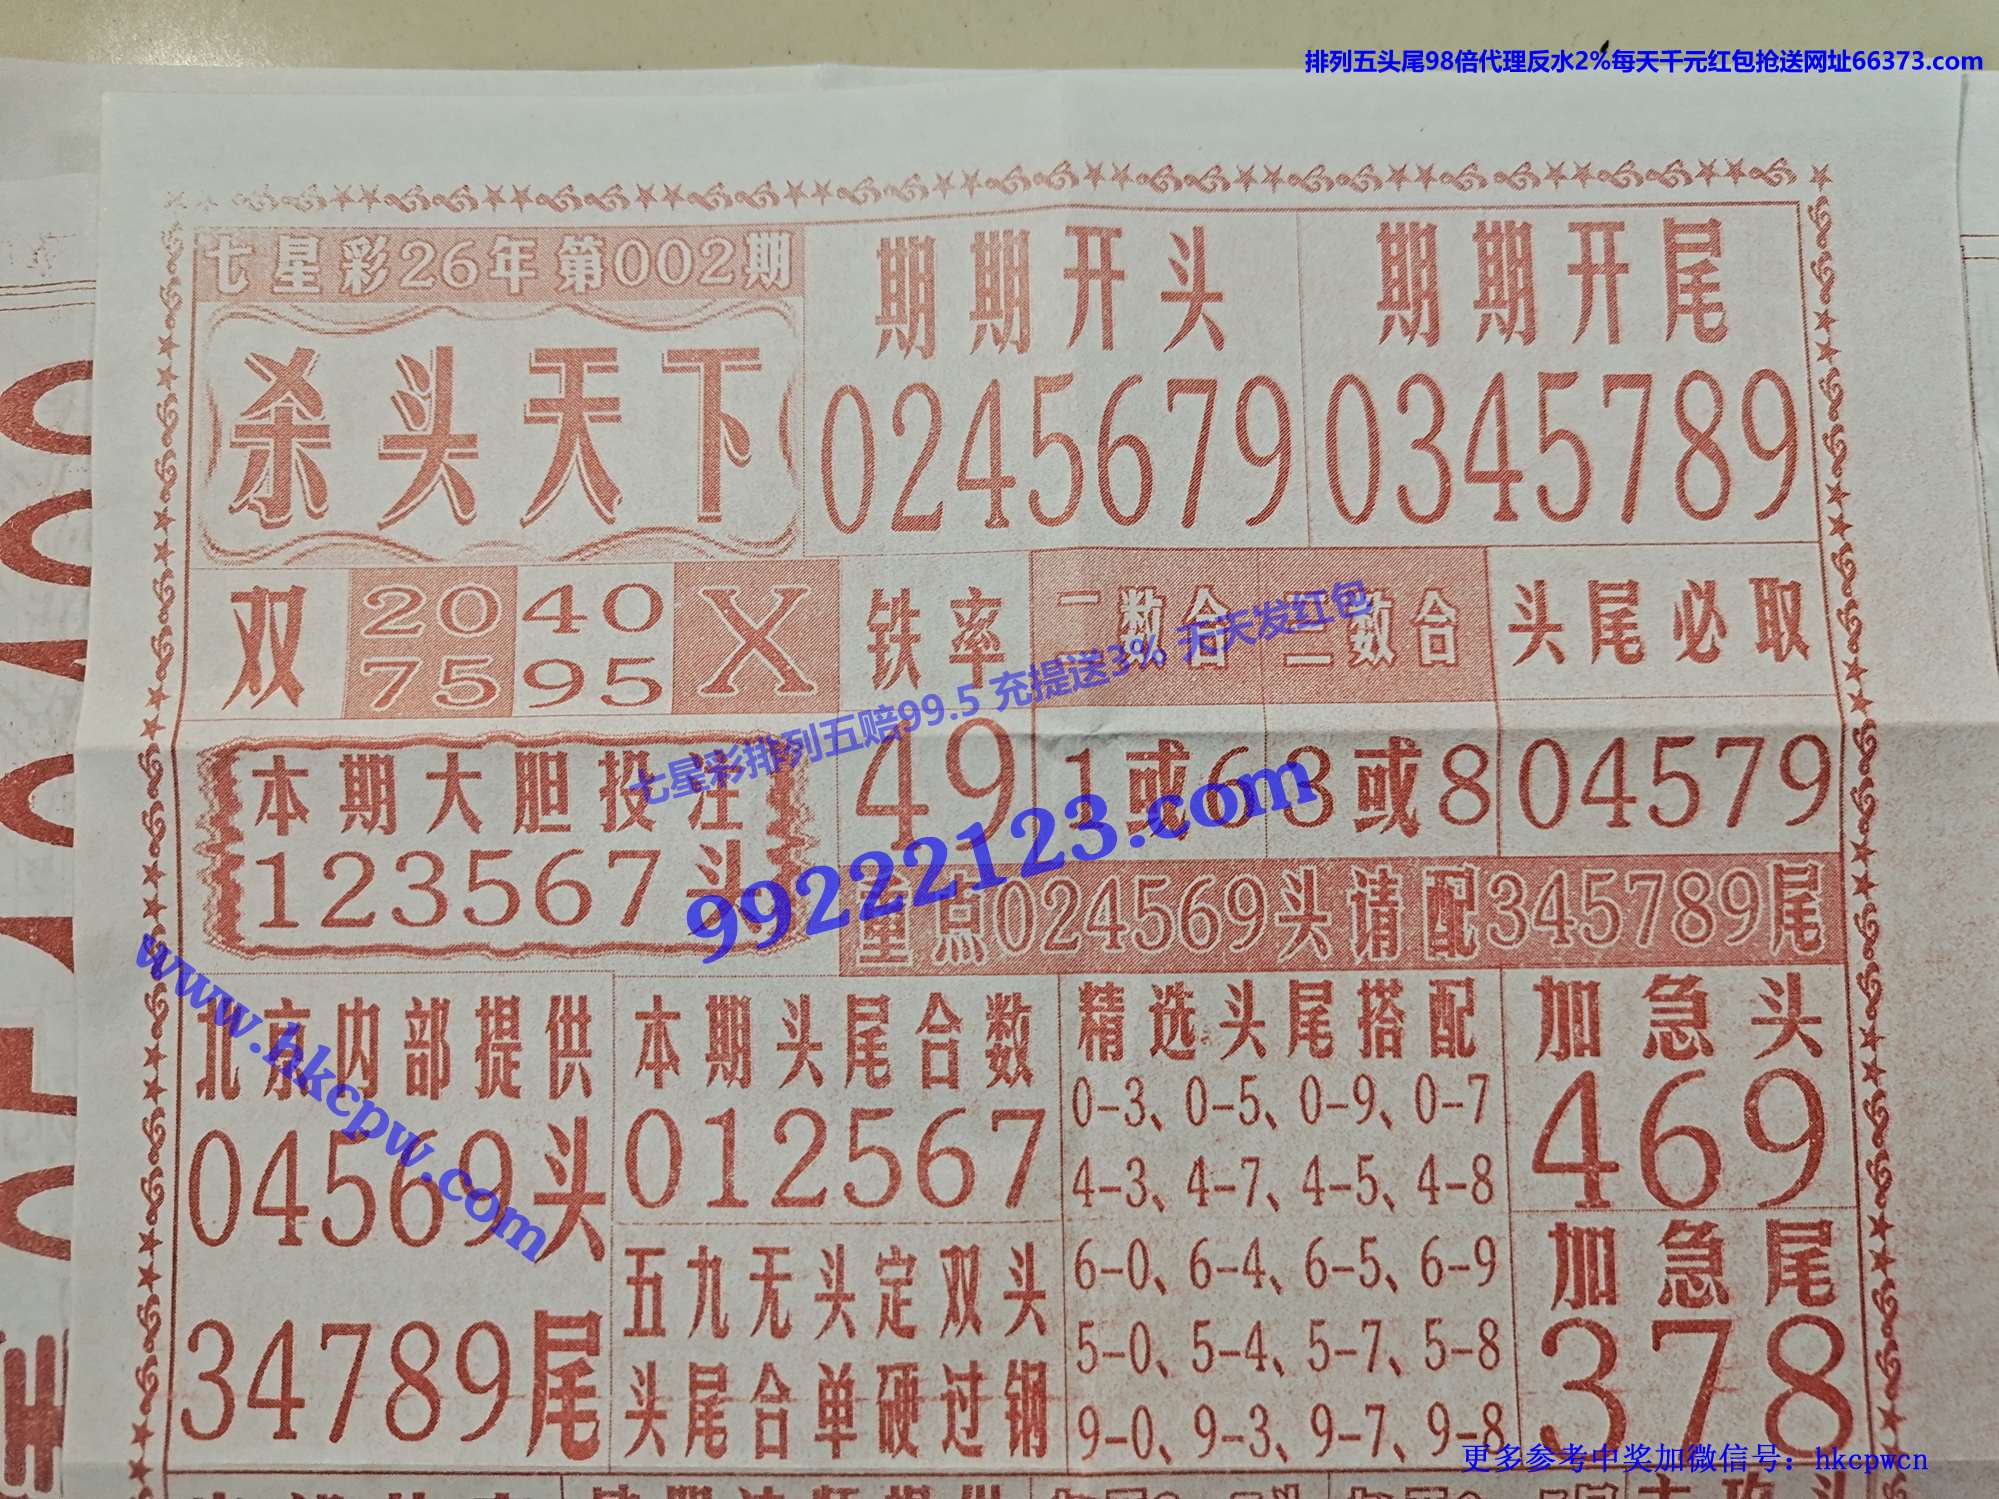 排列五头尾98倍代理反水2%每天千元红包抢送网址66373.com
七星彩26年第002期
杀头天下
期期开头
0245679
期期开尾
0345789
双 2040 X
7595
铁率
49
二数合
1或6
二数合
3或8
头尾必取
04579
七星彩排列五赔99.5 充提送3% 天天发红包
99222123.com
本期大胆投注
123567头
重点024569头请配345789尾
www.hkcpw.com
北京内部提供
04569头
34789尾
本期头尾合数
012567
五九无头定双头
头尾合单硬过钢
精选头尾搭配
0-3、0-5、0-9、0-7
4-3、4-7、4-5、4-8
6-0、6-4、6-5、6-9
5-0、5-4、5-7、5-8
9-0、9-3、9-7、9-8
加急头
469
加急尾
378
更多参考中奖加微信号：hkcpwcn